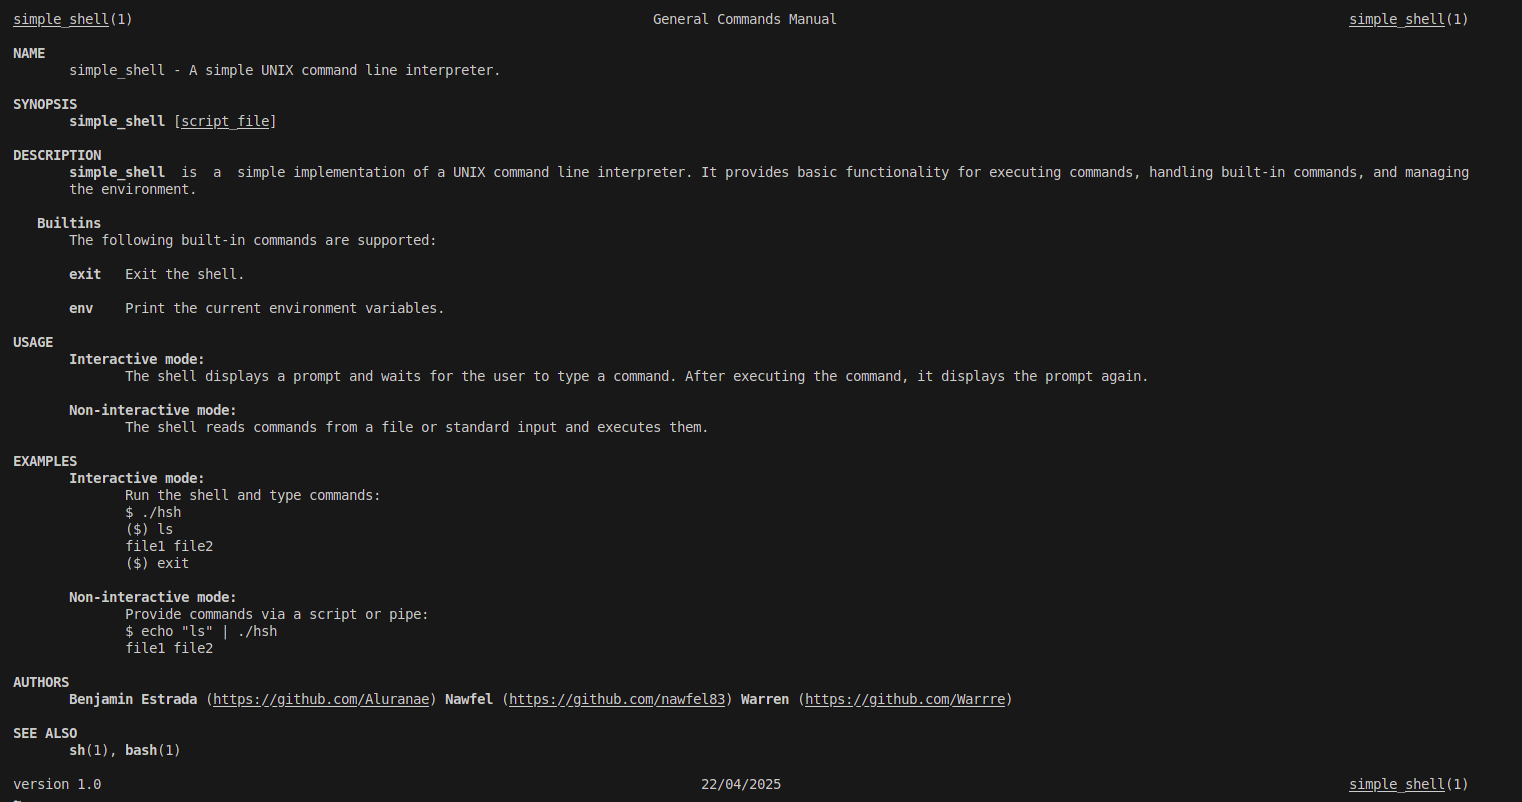 simple_shell(1) General Commands Manual simple_shell(1)
NAME
simple_shell - A simple UNIX command line interpreter.
SYNOPSIS
simple_shell [script_file]
DESCRIPTION
simple_shell is a simple implementation of a UNIX command line interpreter. It provides basic functionality for executing commands, handling built-in commands, and managing
the environment.
Builtins
The following built-in commands are supported:
exit Exit the shell.
env Print the current environment variables.
USAGE
Interactive mode:
The shell displays a prompt and waits for the user to type a command. After executing the command, it displays the prompt again.
Non-interactive mode:
The shell reads commands from a file or standard input and executes them.
EXAMPLES
Interactive mode:
Run the shell and type commands:
$ ./hsh
($) ls
file1 file2
($) exit
Non-interactive mode:
Provide commands via a script or pipe:
$ echo "ls" | ./hsh
file1 file2
AUTHORS
Benjamin Estrada (https://github.com/Aluranae) Nawfel (https://github.com/nawfel83) Warren (https://github.com/Warrre)
SEE ALSO
sh(1), bash(1)
version 1.0 22/04/2025 simple_shell(1)